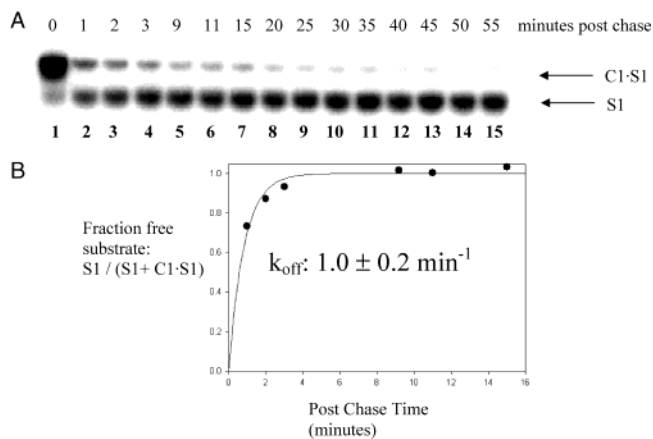 A
0 1 2 3 9 11 15 20 25 30 35 40 45 50 55 minutes post chase
C1·S1
S1
1 2 3 4 5 6 7 8 9 10 11 12 13 14 15
B
1.0
0.8
Fraction free
substrate:
S1 / (S1+ C1·S1)
koff: 1.0 ± 0.2 min-1
0.6
0.4
0.2
0.0
0 2 4 6 8 10 12 14 16
Post Chase Time
(minutes)